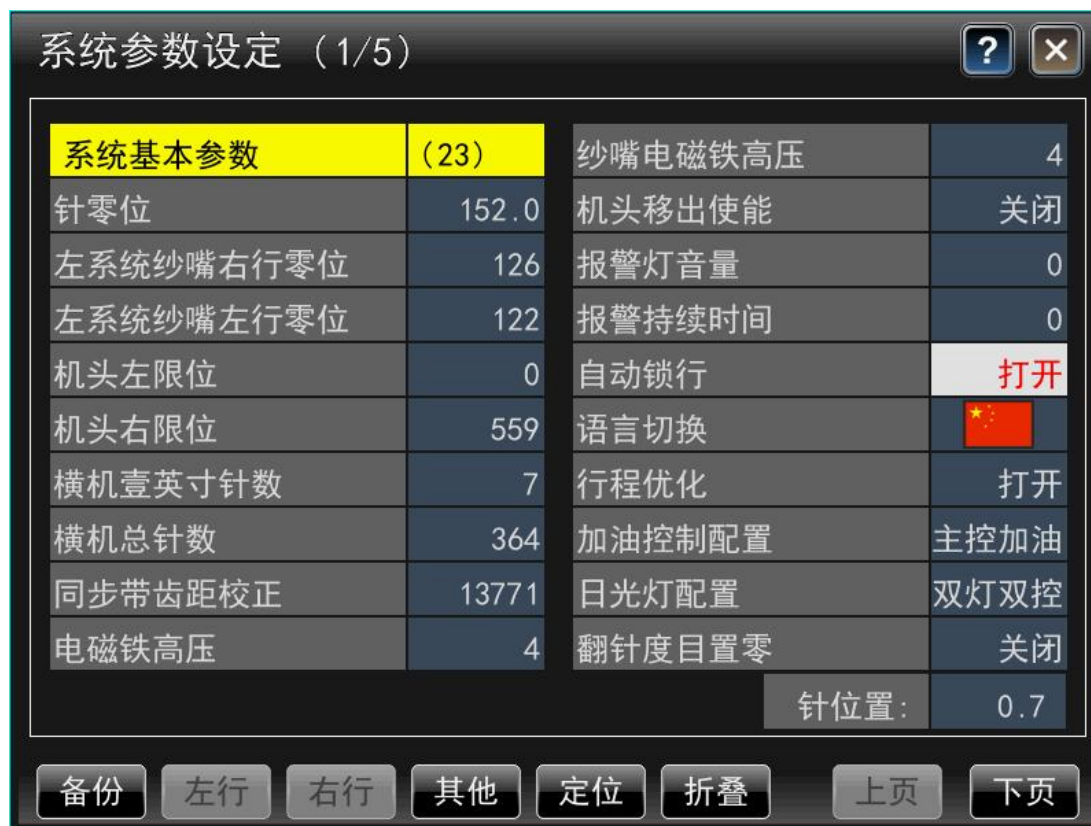 系统参数设定 （1/5）
?
×
系统基本参数 （23）
针零位 152.0
左系统纱嘴右行零位 126
左系统纱嘴左行零位 122
机头左限位 0
机头右限位 559
横机壹英寸针数 7
横机总针数 364
同步带齿距校正 13771
电磁铁高压 4
纱嘴电磁铁高压 4
机头移出使能 关闭
报警灯音量 0
报警持续时间 0
自动锁行 打开
语言切换
行程优化 打开
加油控制配置 主控加油
日光灯配置 双灯双控
翻针度目置零 关闭
针位置: 0.7
备份 左行 右行 其他 定位 折叠 上页 下页